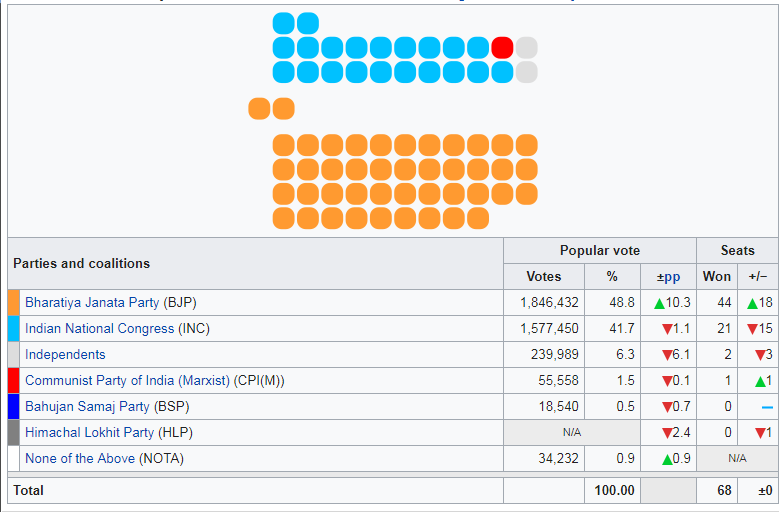 Parties and coalitions Popular vote Seats
Votes % ±pp Won +/−
Bharatiya Janata Party (BJP) 1,846,432 48.8 ▲10.3 44 ▲18
Indian National Congress (INC) 1,577,450 41.7 ▼1.1 21 ▼15
Independents 239,989 6.3 ▼6.1 2 ▼3
Communist Party of India (Marxist) (CPI(M)) 55,558 1.5 ▼0.1 1 ▲1
Bahujan Samaj Party (BSP) 18,540 0.5 ▼0.7 0 –
Himachal Lokhit Party (HLP) N/A ▼2.4 0 ▼1
None of the Above (NOTA) 34,232 0.9 ▲0.9 N/A
Total 100.00 68 ±0